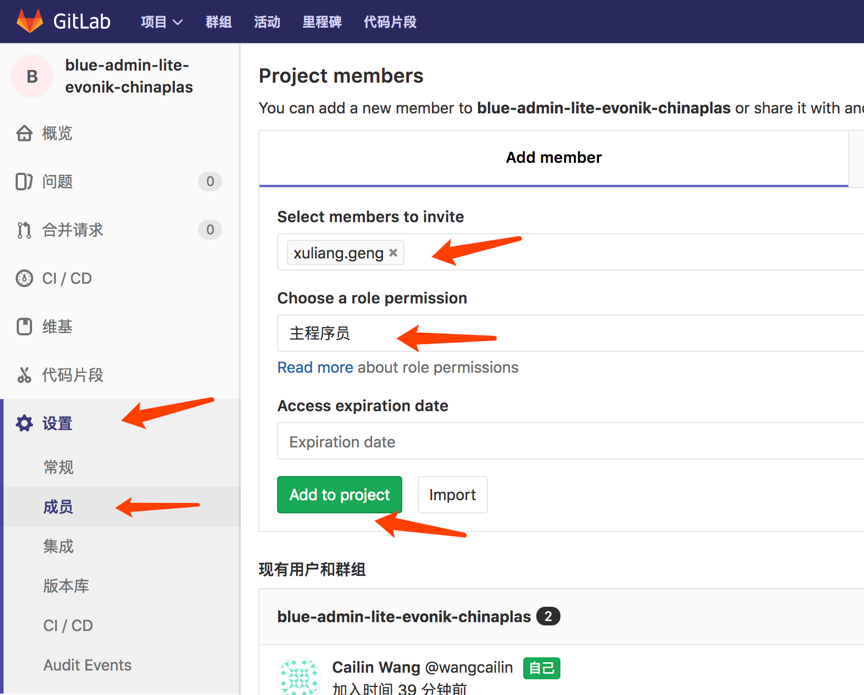 GitLab 项目 群组 活动 里程碑 代码片段
B
blue-admin-lite-
evonik-chinaplas
概览
问题 0
合并请求 0
CI / CD
维基
代码片段
设置
常规
成员
集成
版本库
CI / CD
Audit Events
Project members
You can add a new member to blue-admin-lite-evonik-chinaplas or share it with
Add member
Select members to invite
xuliang.geng ×
Choose a role permission
主程序员
Read more about role permissions
Access expiration date
Expiration date
Add to project Import
现有用户和群组
blue-admin-lite-evonik-chinaplas 2
Cailin Wang @wangcailin 自己
加入时间 39 分钟前